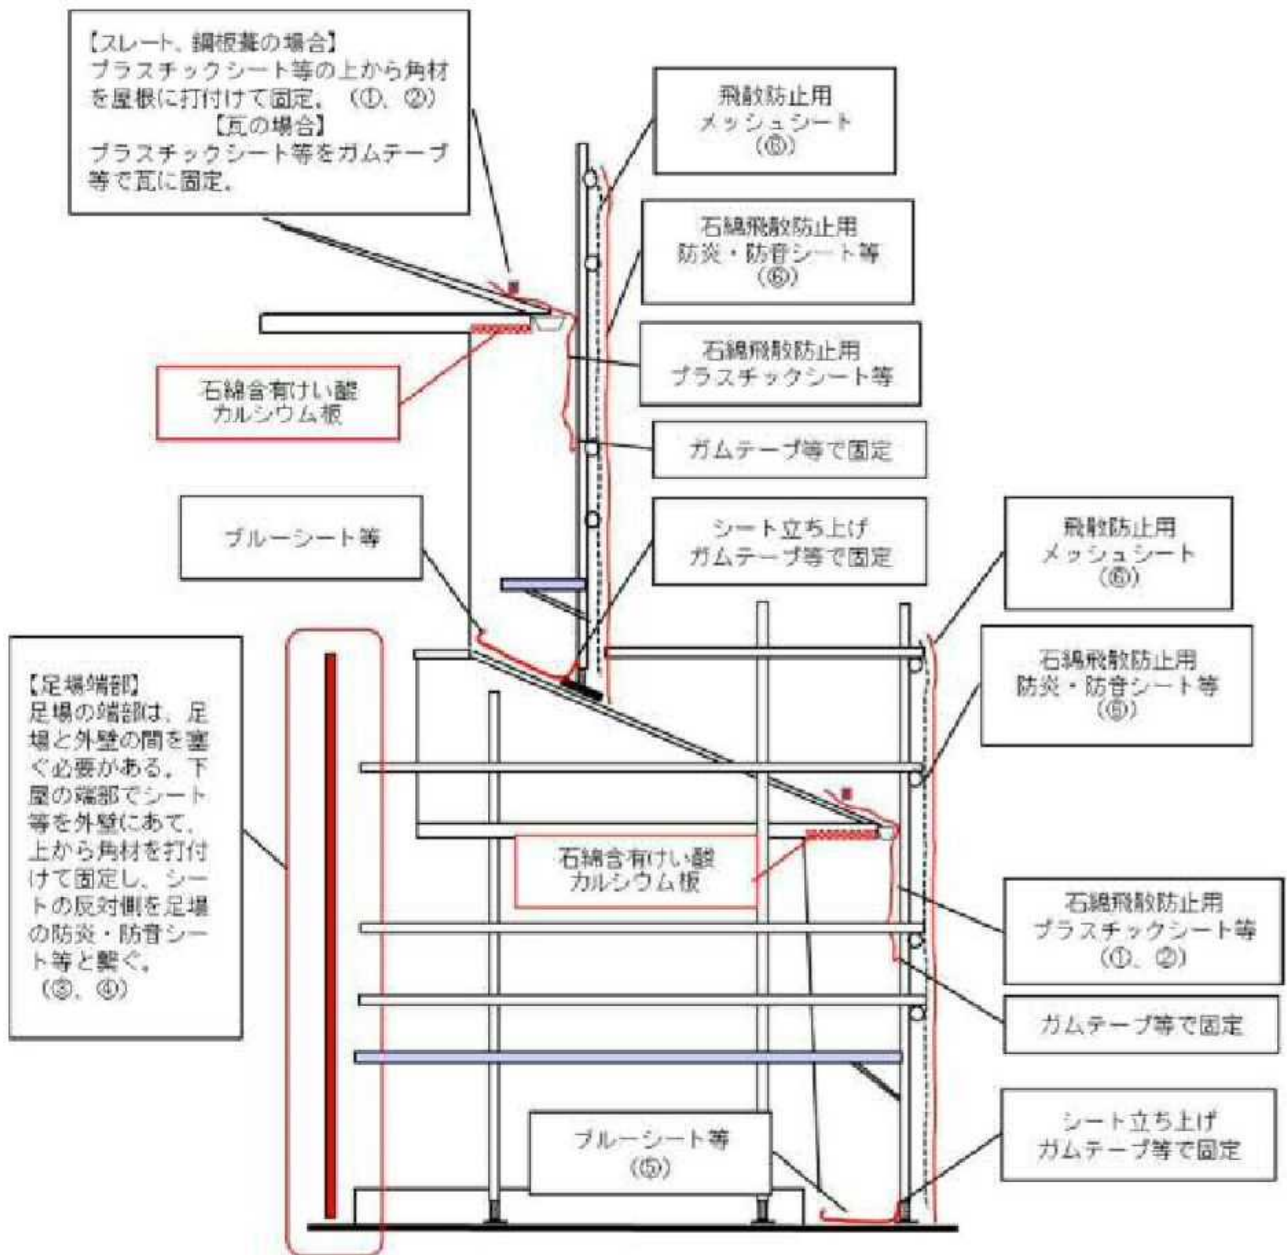 【スレート、鋼板葺の場合】
プラスチックシート等の上から角材
を屋根に打付けて固定。（①、②）
【瓦の場合】
プラスチックシート等をガムテープ
等で瓦に固定。
飛散防止用
メッシュシート
（⑥）
石綿飛散防止用
防炎・防音シート等
（⑥）
石綿飛散防止用
プラスチックシート等
石綿含有けい酸
カルシウム板
ガムテープ等で固定
ブルーシート等
シート立ち上げ
ガムテープ等で固定
飛散防止用
メッシュシート
（⑥）
石綿飛散防止用
防炎・防音シート等
（⑥）
【足場端部】
足場の端部は、足
場と外壁の間を塞
ぐ必要がある。下
屋の端部でシート
等を外壁にあて、
上から角材を打付
けて固定し、シー
トの反対側を足場
の防炎・防音シー
ト等と繋ぐ。
（③、④）
石綿含有けい酸
カルシウム板
石綿飛散防止用
プラスチックシート等
（①、②）
ガムテープ等で固定
ブルーシート等
（⑤）
シート立ち上げ
ガムテープ等で固定